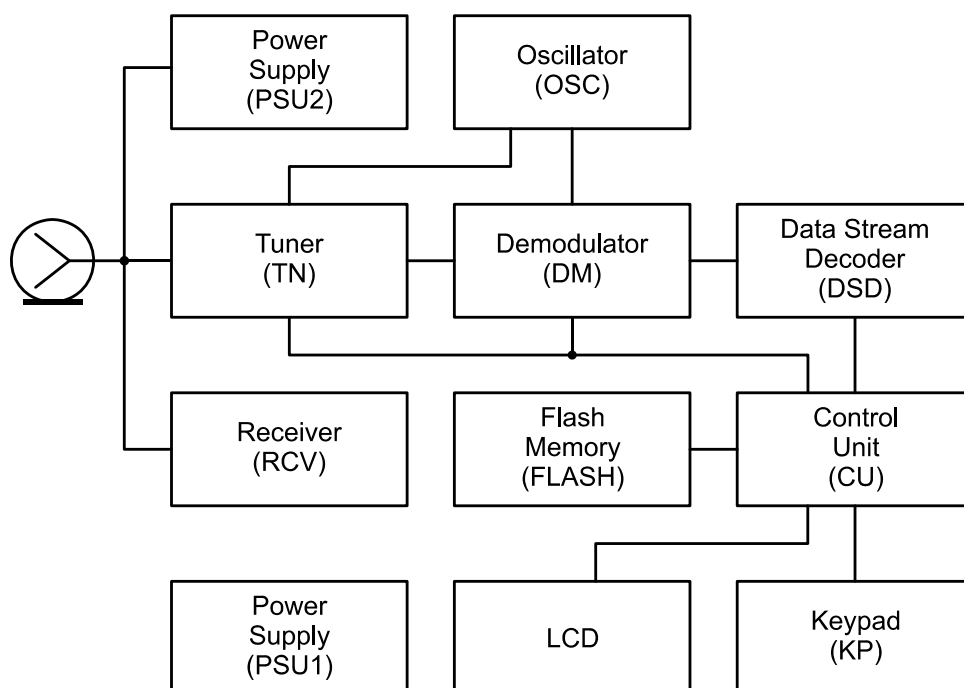 Power
Supply
(PSU2)
Oscillator
(OSC)
Tuner
(TN)
Demodulator
(DM)
Data Stream
Decoder
(DSD)
Receiver
(RCV)
Flash
Memory
(FLASH)
Control
Unit
(CU)
Power
Supply
(PSU1)
LCD
Keypad
(KP)